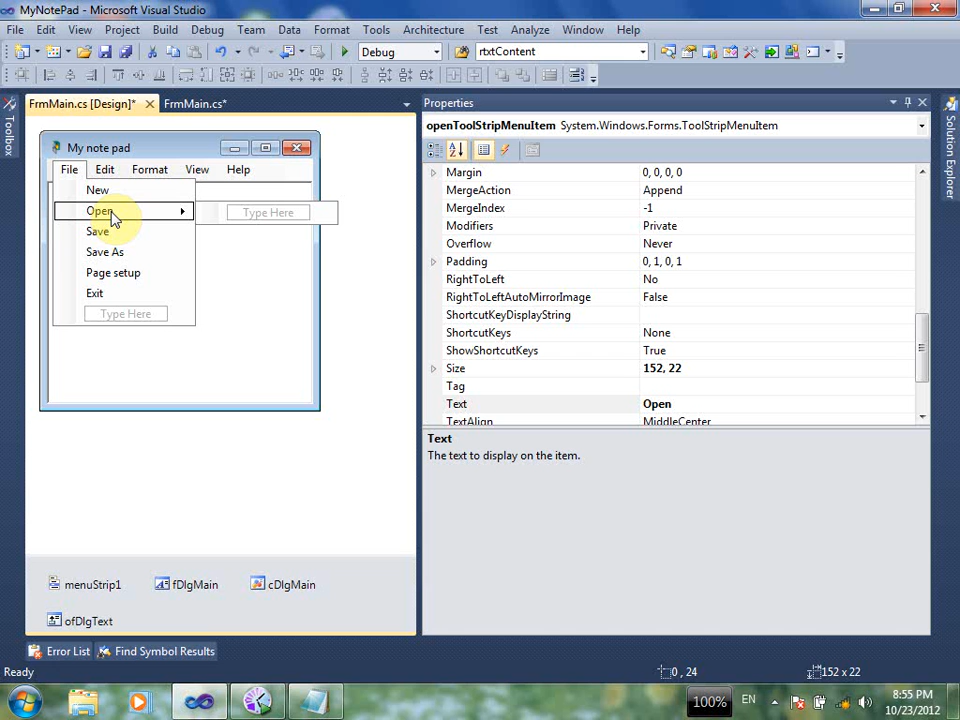 MyNotePad - Microsoft Visual Studio
File Edit View Project Build Debug Team Data Format Tools Architecture Test Analyze Window Help
Debug rtxtContent
FrmMain.cs [Design]* FrmMain.cs*
Toolbox
My note pad
File Edit Format View Help
New
Open Type Here
Save
Save As
Page setup
Exit
Type Here
menuStrip1 fDlgMain cDlgMain
ofDlgText
Properties
openToolStripMenuItem System.Windows.Forms.ToolStripMenuItem
Margin 0, 0, 0, 0
MergeAction Append
MergeIndex -1
Modifiers Private
Overflow Never
Padding 0, 1, 0, 1
RightToLeft No
RightToLeftAutoMirrorImage False
ShortcutKeyDisplayString
ShortcutKeys None
ShowShortcutKeys True
Size 152, 22
Tag
Text Open
TextAlign MiddleCenter
Text
The text to display on the item.
Solution Explorer
Error List Find Symbol Results
Ready 0 , 24 152 x 22
100% EN 8:55 PM
10/23/2012